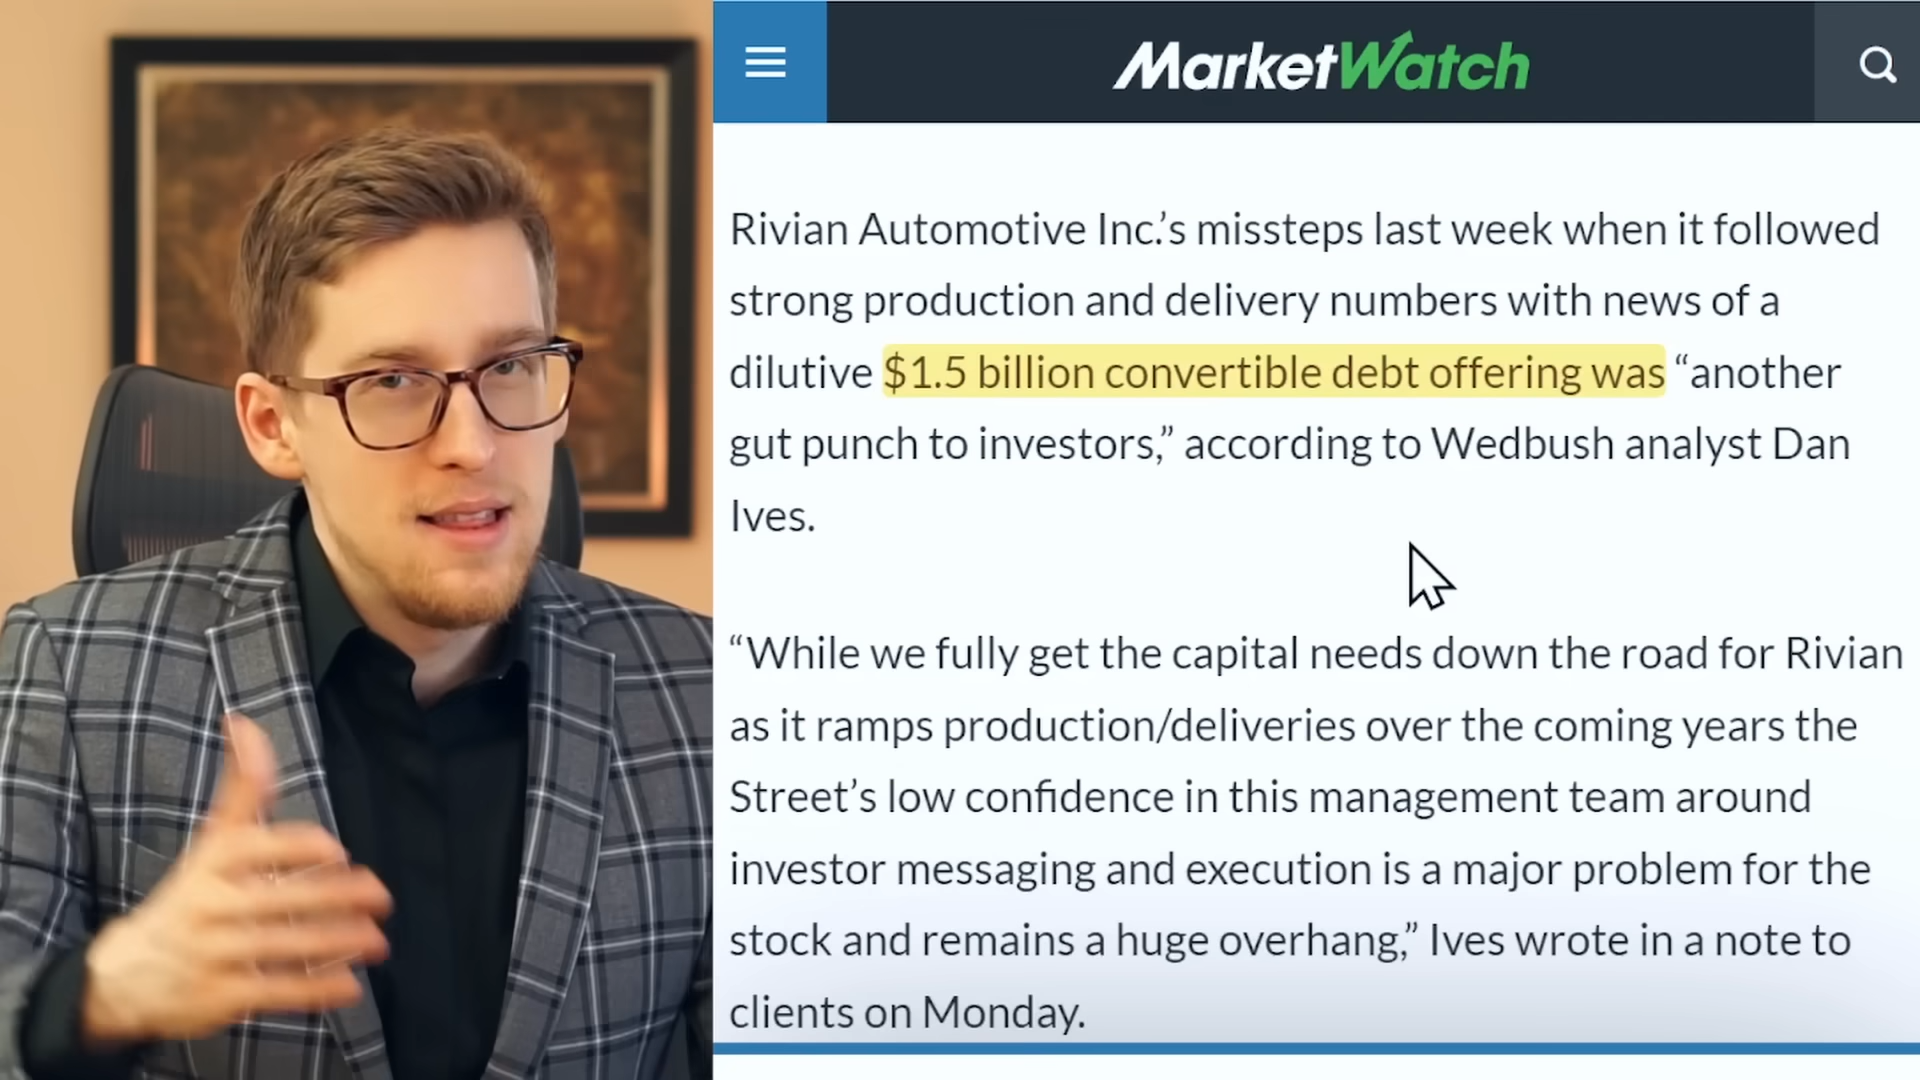 MarketWatch
Rivian Automotive Inc.’s missteps last week when it followed
strong production and delivery numbers with news of a
dilutive $1.5 billion convertible debt offering was “another
gut punch to investors,” according to Wedbush analyst Dan
Ives.
“While we fully get the capital needs down the road for Rivian
as it ramps production/deliveries over the coming years the
Street’s low confidence in this management team around
investor messaging and execution is a major problem for the
stock and remains a huge overhang,” Ives wrote in a note to
clients on Monday.